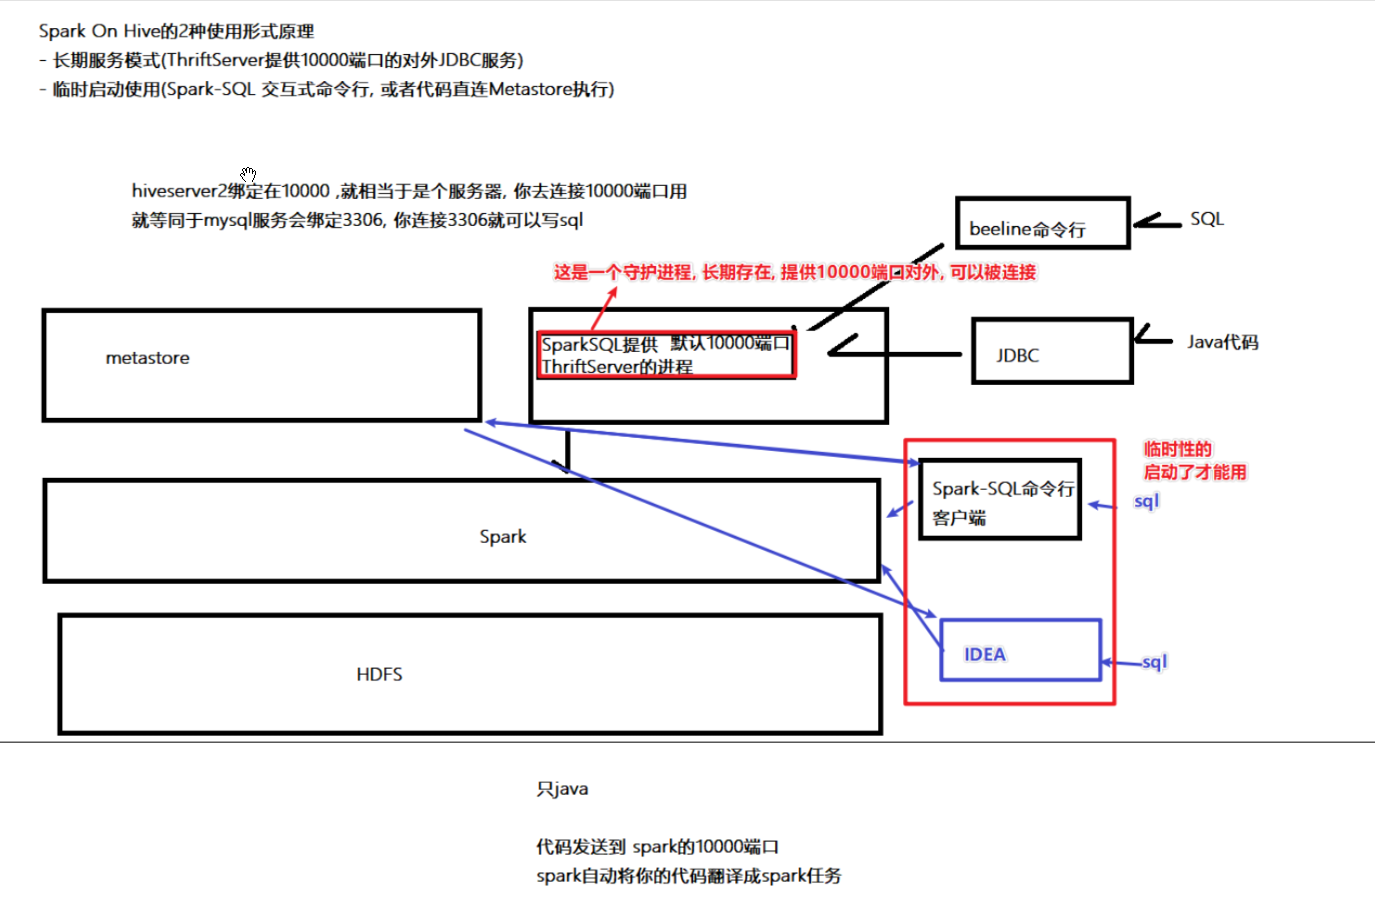 Spark On Hive的2种使用形式原理
- 长期服务模式(ThriftServer提供10000端口的对外JDBC服务)
- 临时启动使用(Spark-SQL 交互式命令行, 或者代码直连Metastore执行)
hiveserver2绑定在10000 ,就相当于是个服务器, 你去连接10000端口用
就等同于mysql服务会绑定3306, 你连接3306就可以写sql
beeline命令行
SQL
这是一个守护进程, 长期存在, 提供10000端口对外, 可以被连接
metastore
SparkSQL提供 默认10000端口
ThriftServer的进程
JDBC
Java代码
临时性的
启动了才能用
Spark-SQL命令行
客户端
sql
Spark
IDEA
sql
HDFS
只java
代码发送到 spark的10000端口
spark自动将你的代码翻译成spark任务